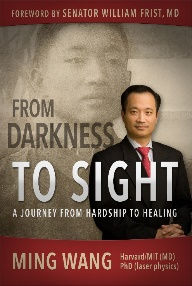 FOREWORD BY SENATOR WILLIAM FRIST, MD
FROM
DARKNESS
TO SIGHT
A JOURNEY FROM HARDSHIP TO HEALING
MING WANG
Harvard/MIT (MD)
PhD (laser physics)